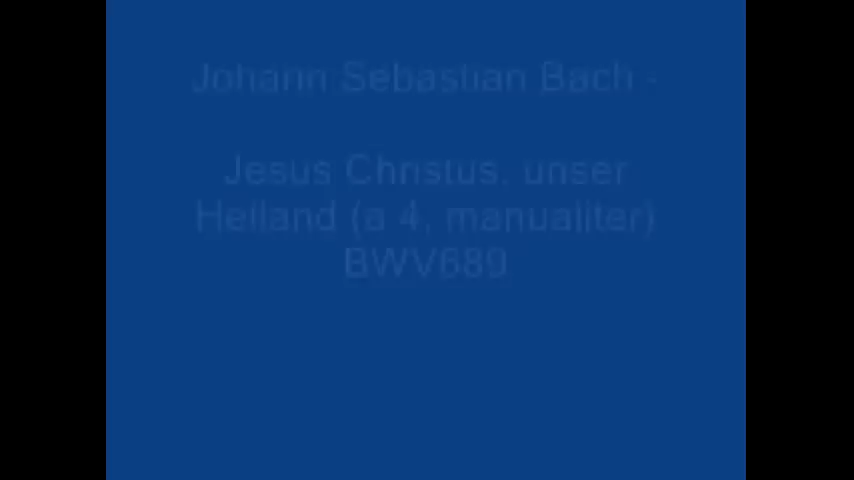 Johann Sebastian Bach -
Jesus Christus, unser
Heiland (a 4, manualiter)
BWV689